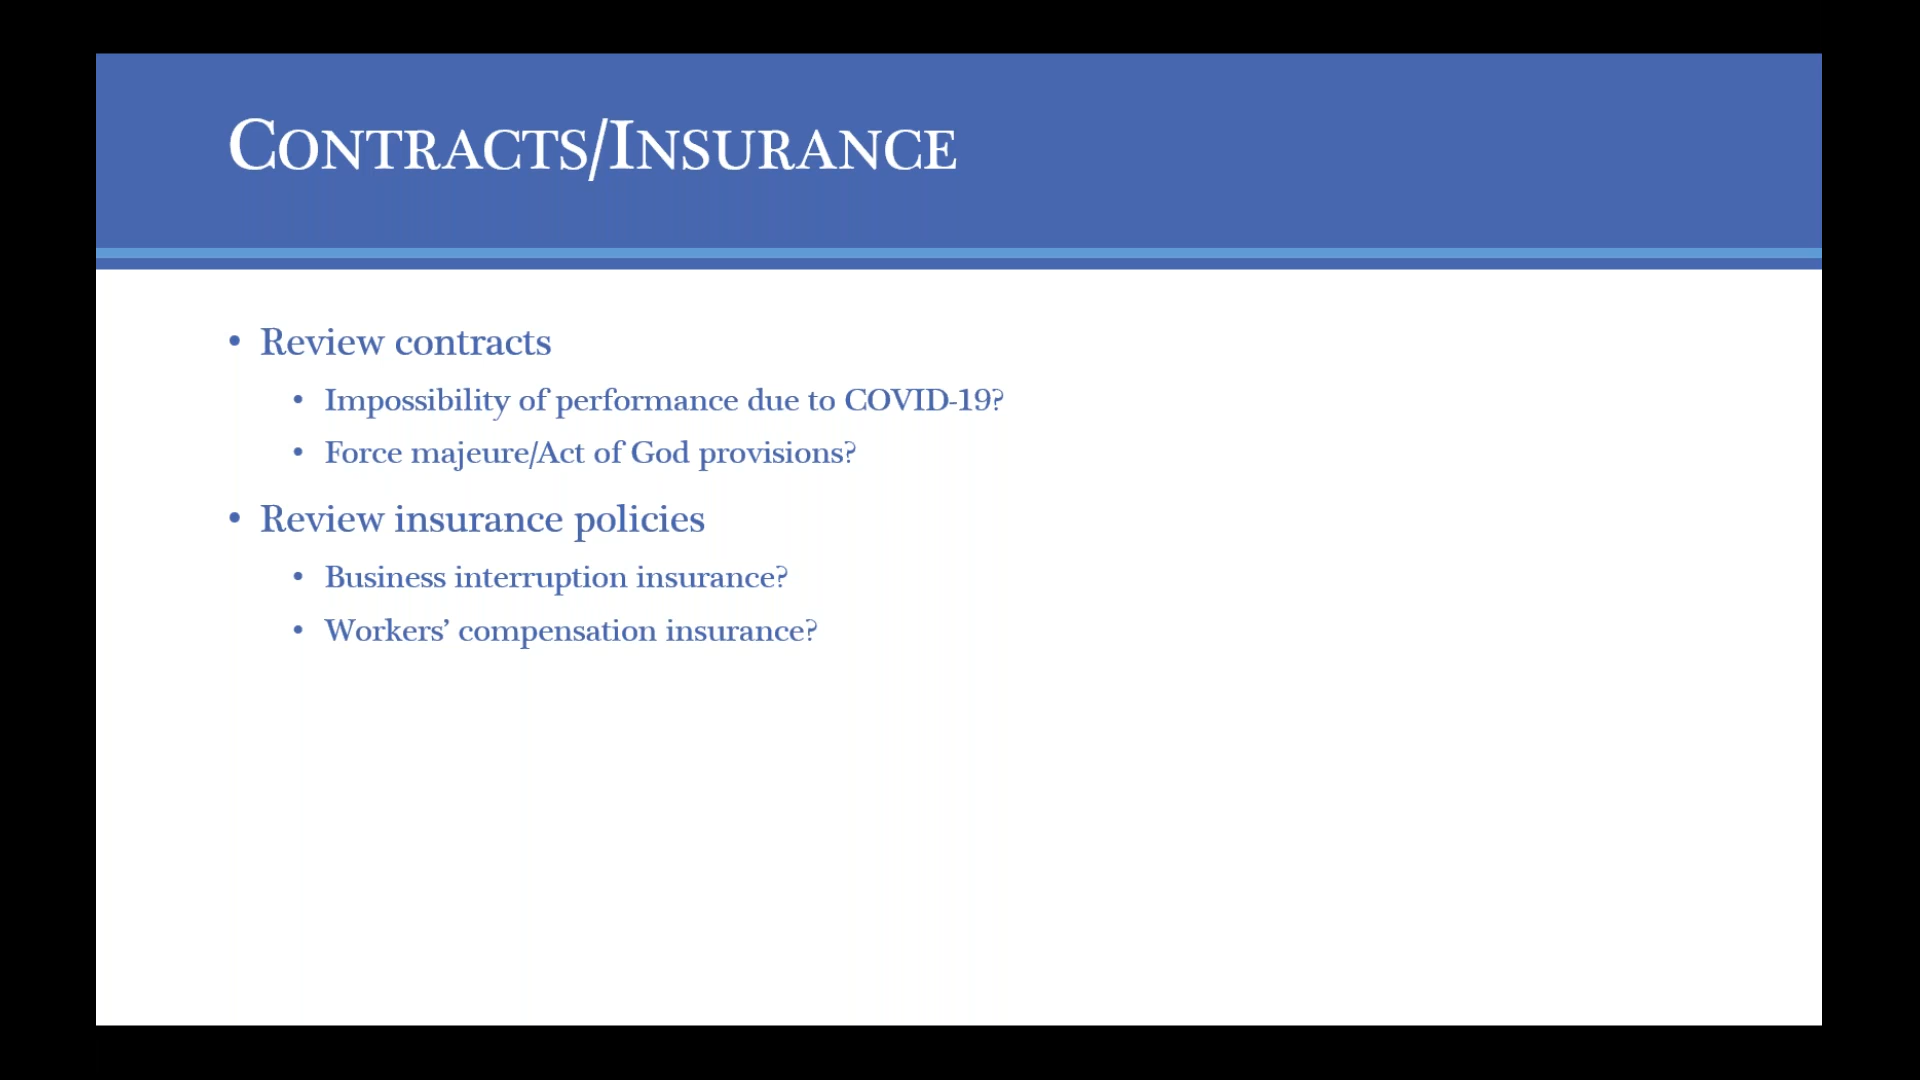 CONTRACTS/INSURANCE
• Review contracts
• Impossibility of performance due to COVID-19?
• Force majeure/Act of God provisions?
• Review insurance policies
• Business interruption insurance?
• Workers’ compensation insurance?